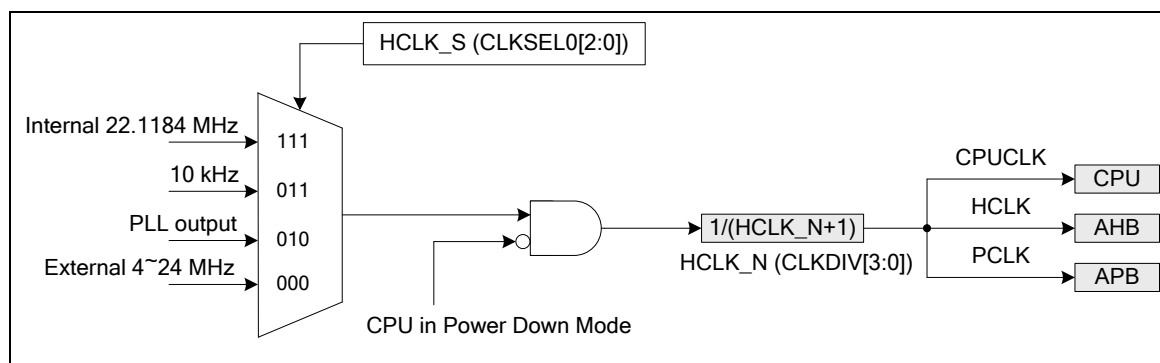 HCLK_S (CLKSEL0[2:0])
Internal 22.1184 MHz
111
10 kHz
011
PLL output
010
External 4~24 MHz
000
CPU in Power Down Mode
1/(HCLK_N+1)
HCLK_N (CLKDIV[3:0])
CPUCLK
CPU
HCLK
AHB
PCLK
APB